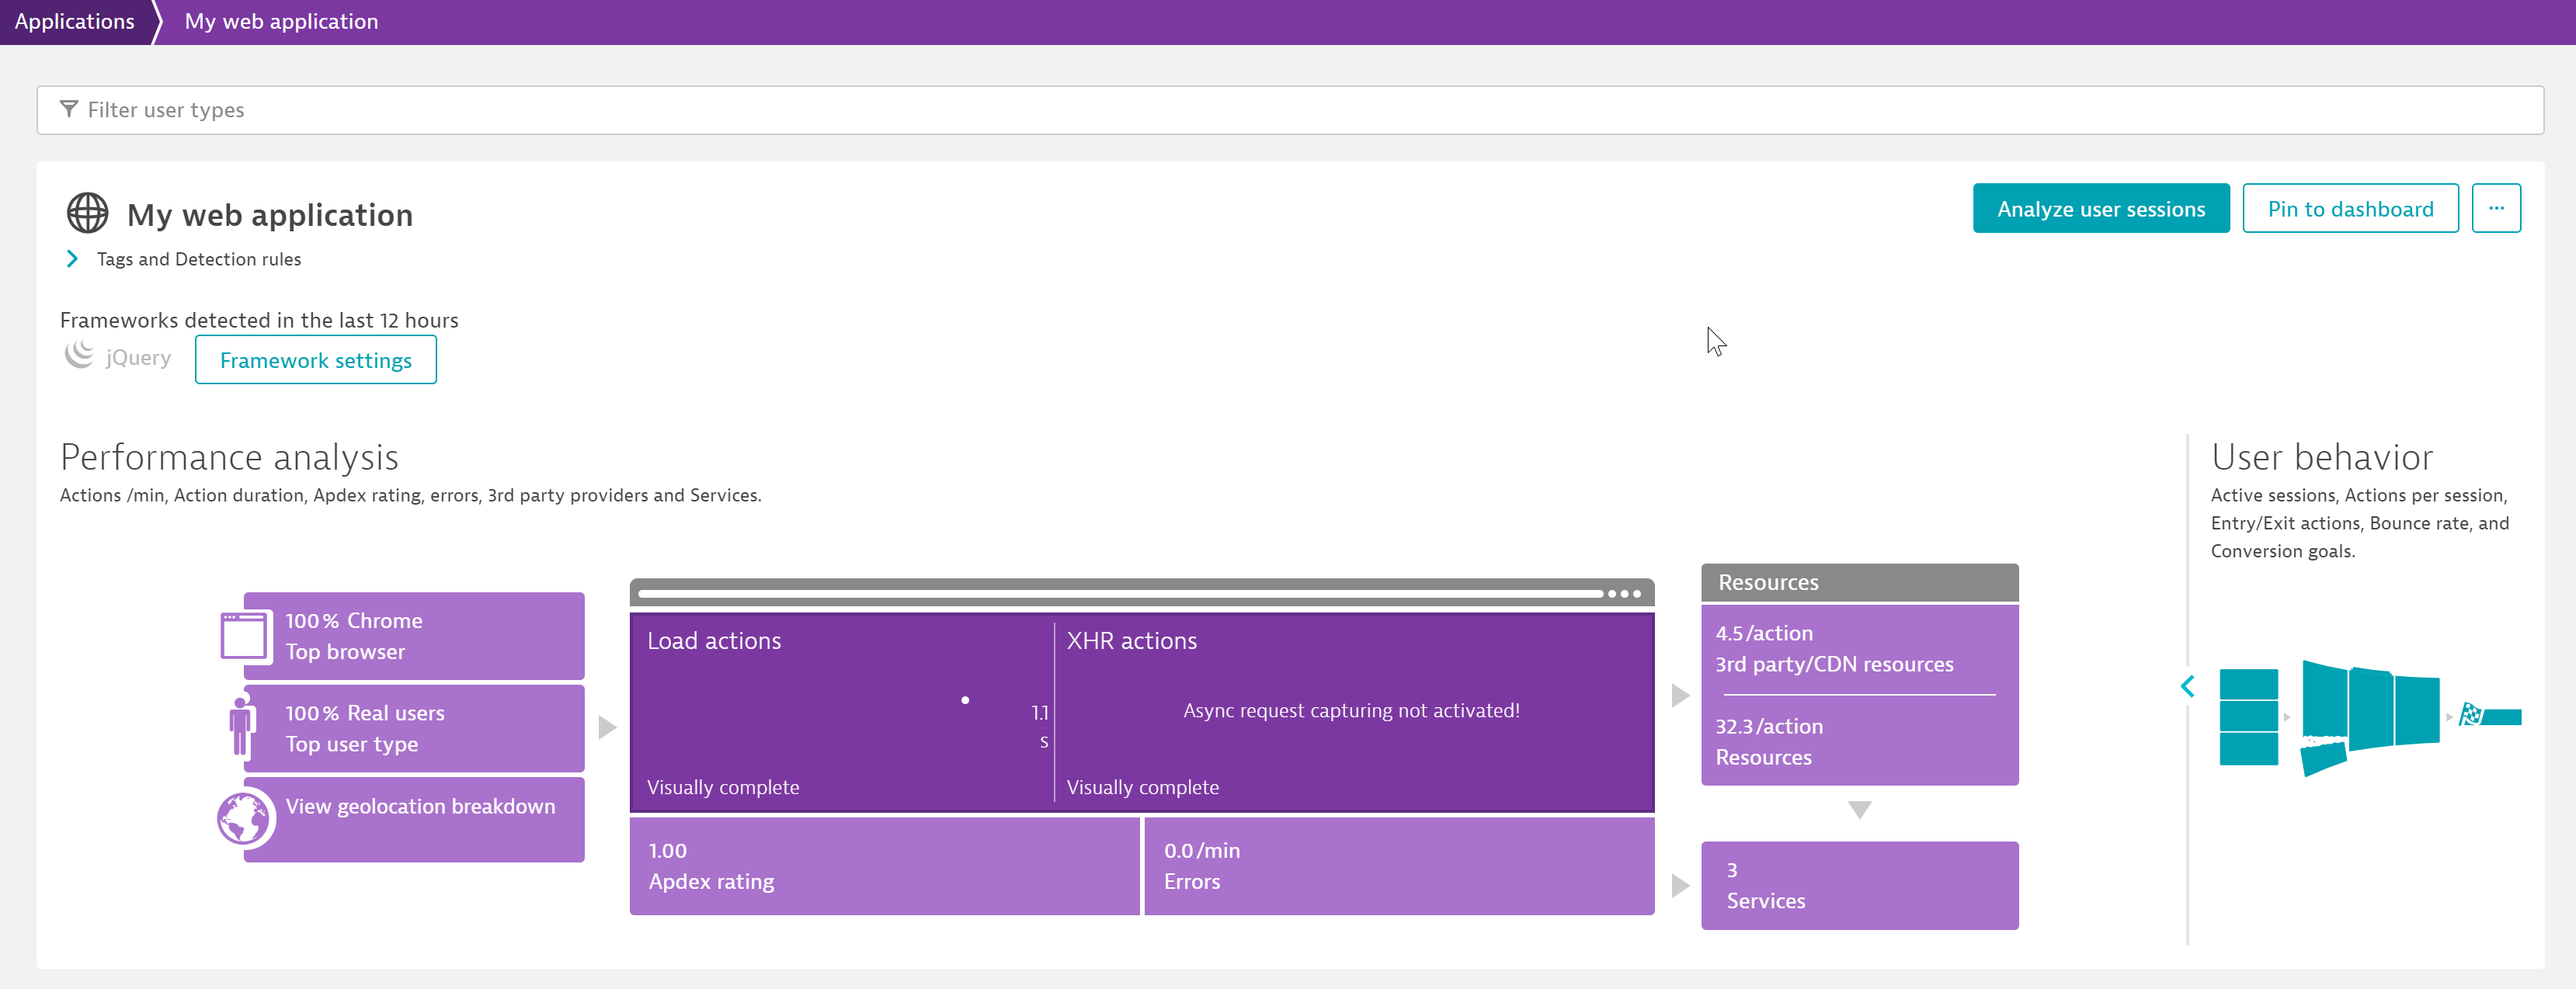 Applications
My web application
Filter user types
My web application
Analyze user sessions
Pin to dashboard
...
Tags and Detection rules
Frameworks detected in the last 12 hours
jQuery
Framework settings
Performance analysis
Actions /min, Action duration, Apdex rating, errors, 3rd party providers and Services.
100 % Chrome
Top browser
100 % Real users
Top user type
View geolocation breakdown
Load actions
1.1
s
Visually complete
XHR actions
Async request capturing not activated!
Visually complete
1.00
Apdex rating
0.0 /min
Errors
Resources
4.5 /action
3rd party/CDN resources
32.3 /action
Resources
3
Services
User behavior
Active sessions, Actions per session,
Entry/Exit actions, Bounce rate, and
Conversion goals.